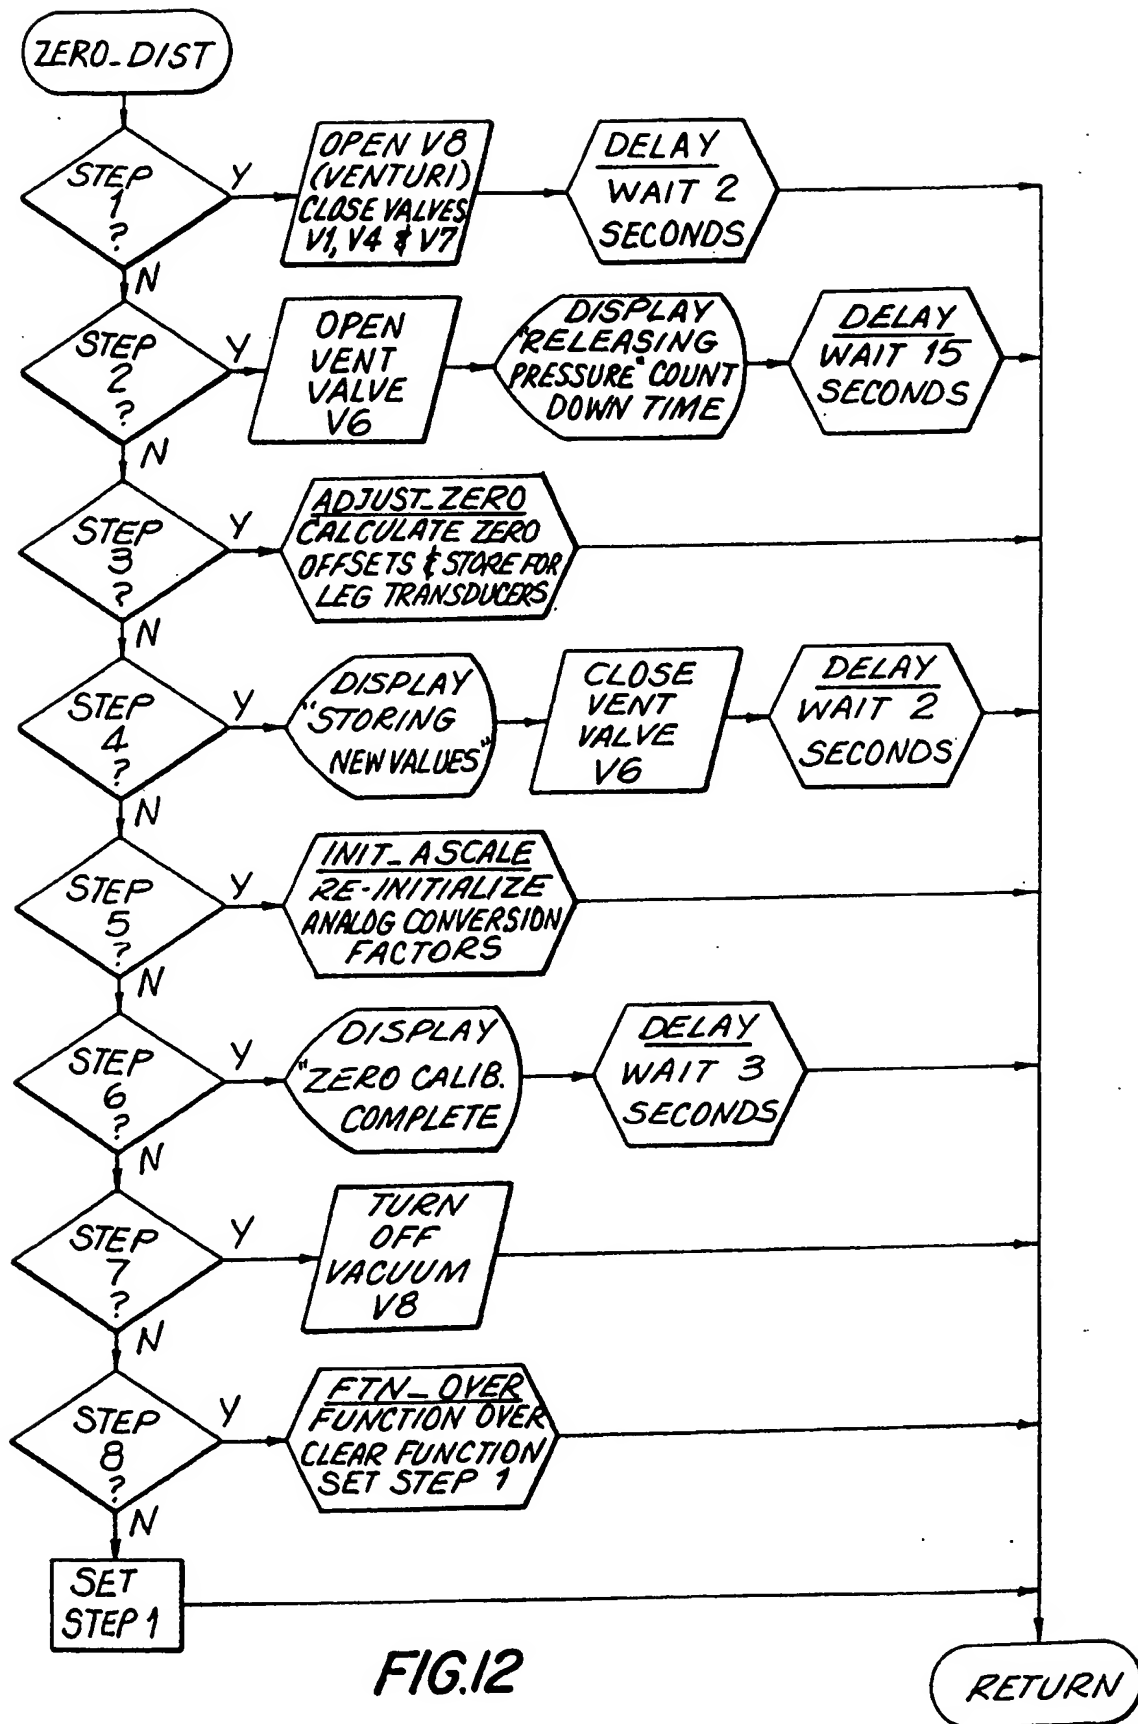 ZERO_DIST
STEP
1
?
Y
N
OPEN V8
(VENTURI)
CLOSE VALVES
V1, V4 & V7
DELAY
WAIT 2
SECONDS
STEP
2
?
Y
N
OPEN
VENT
VALVE
V6
DISPLAY
"RELEASING
PRESSURE" COUNT
DOWN TIME
DELAY
WAIT 15
SECONDS
STEP
3
?
Y
N
ADJUST_ZERO
CALCULATE ZERO
OFFSETS & STORE FOR
LEG TRANSDUCERS
STEP
4
?
Y
N
DISPLAY
"STORING
NEW VALUES"
CLOSE
VENT
VALVE
V6
DELAY
WAIT 2
SECONDS
STEP
5
?
Y
N
INIT_ASCALE
RE-INITIALIZE
ANALOG CONVERSION
FACTORS
STEP
6
?
Y
N
DISPLAY
"ZERO CALIB.
COMPLETE
DELAY
WAIT 3
SECONDS
STEP
7
?
Y
N
TURN
OFF
VACUUM
V8
STEP
8
?
Y
N
FTN_OVER
FUNCTION OVER
CLEAR FUNCTION
SET STEP 1
SET
STEP 1
RETURN
FIG.12